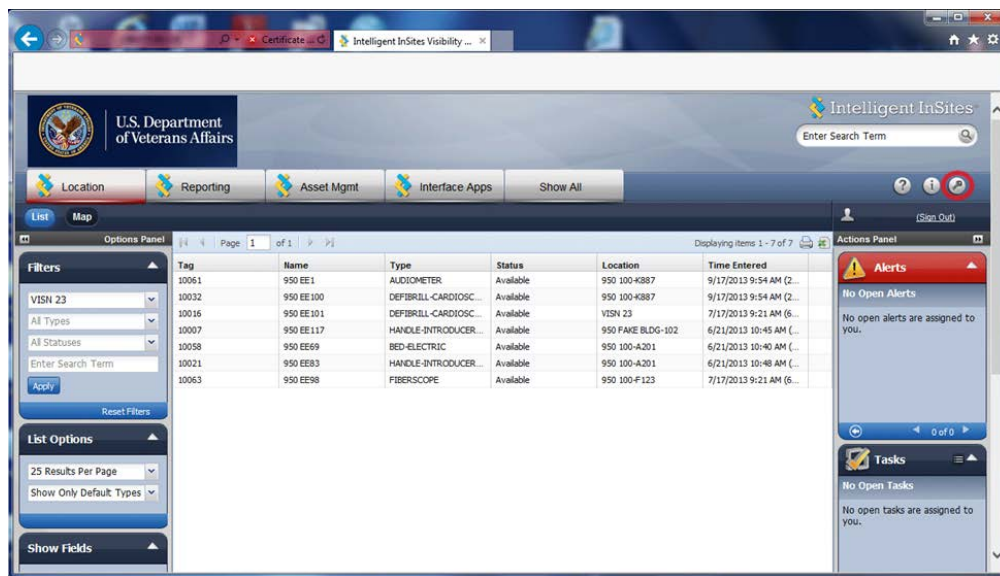 Certificate ...
Intelligent InSites Visibility ...
U.S. Department
of Veterans Affairs
Intelligent InSites
Enter Search Term
Location
Reporting
Asset Mgmt
Interface Apps
Show All
List
Map
(Sign Out)
Options Panel
Page 1 of 1
Displaying items 1 - 7 of 7
Actions Panel
Filters
VISN 23
All Types
All Statuses
Enter Search Term
Apply
Reset Filters
List Options
25 Results Per Page
Show Only Default Types
Show Fields
Tag Name Type Status Location Time Entered
10061 950 EE1 AUDIOMETER Available 950 100-K887 9/17/2013 9:54 AM (2...
10032 950 EE100 DEFIBRILL-CARDIOSC... Available 950 100-K887 9/17/2013 9:54 AM (2...
10016 950 EE101 DEFIBRILL-CARDIOSC... Available VISN 23 7/17/2013 9:21 AM (6...
10007 950 EE117 HANDLE-INTRODUCER... Available 950 FAKE BLDG-102 6/21/2013 10:45 AM (...
10058 950 EE69 BED-ELECTRIC Available 950 100-A201 6/21/2013 10:40 AM (...
10021 950 EE83 HANDLE-INTRODUCER... Available 950 100-A201 6/21/2013 10:48 AM (...
10063 950 EE98 FIBERSCOPE Available 950 100-F123 7/17/2013 9:21 AM (6...
Alerts
No Open Alerts
No open alerts are assigned to
you.
0 of 0
Tasks
No Open Tasks
No open tasks are assigned to
you.